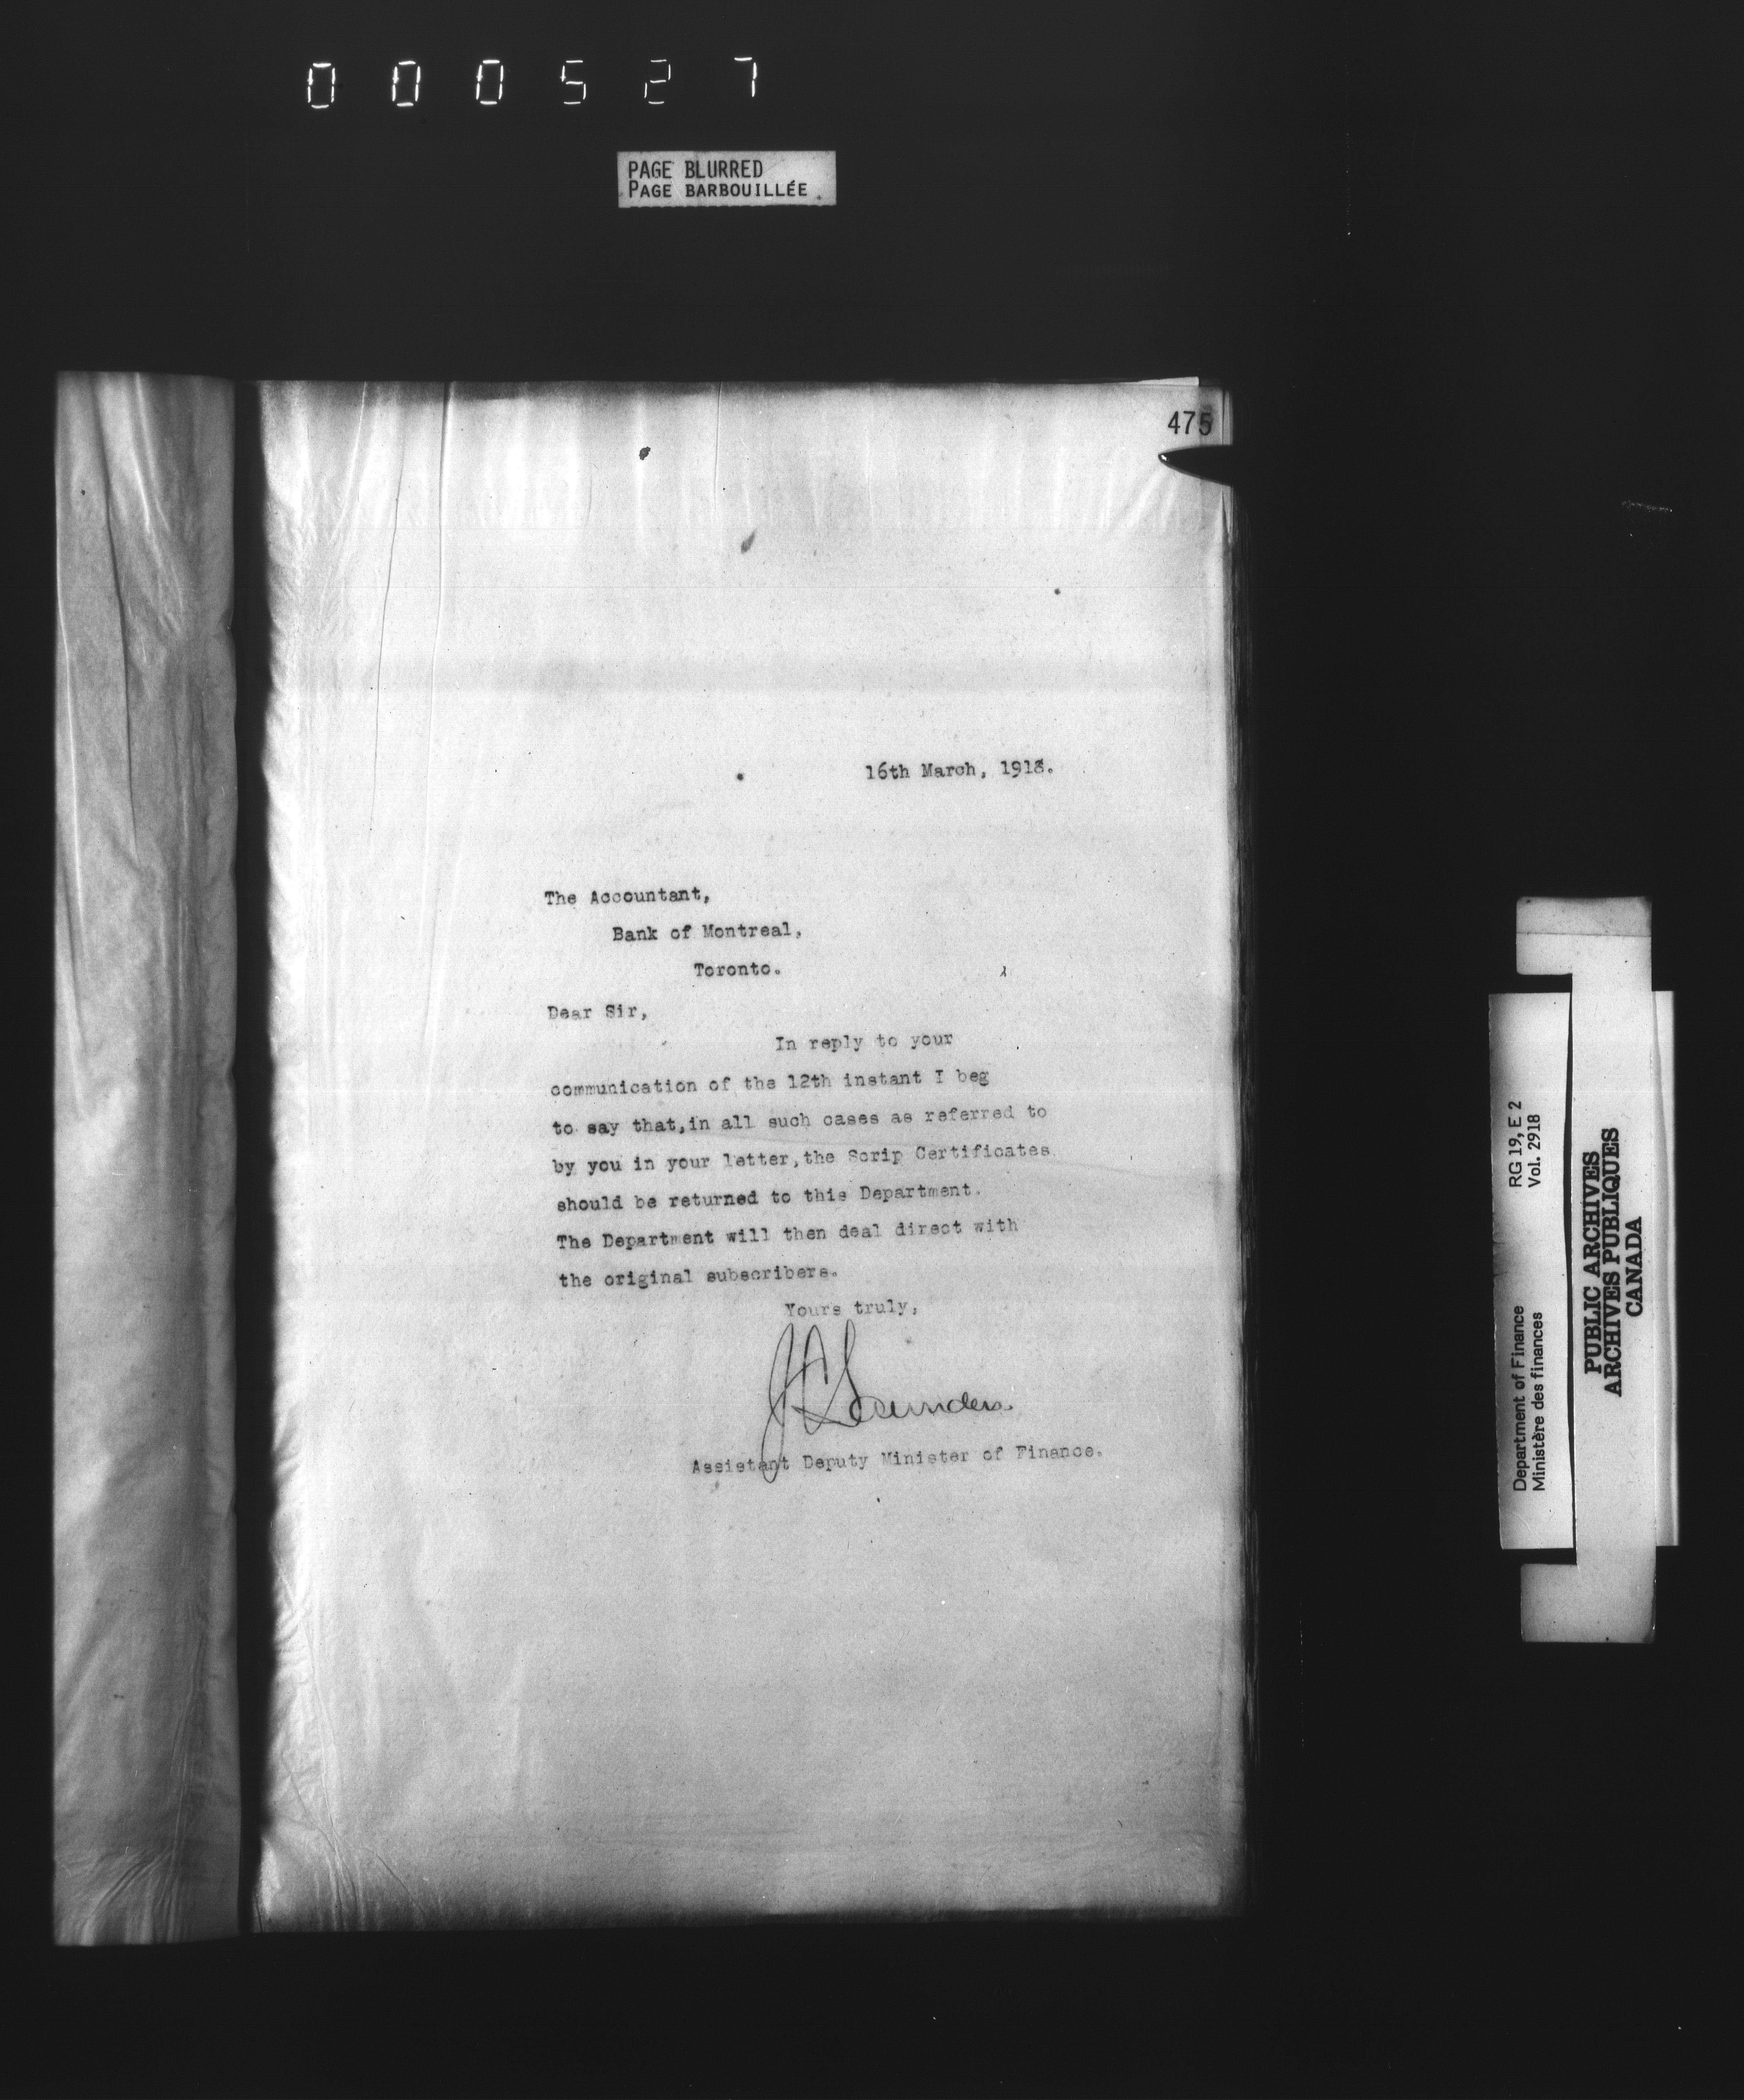 000527
PAGE BLURRED
PAGE BARBOUILLÉE
475
16th March, 1918.
The Accountant,
Bank of Montreal,
Toronto.
Dear Sir,
In reply to your
communication of the 12th instant I beg
to say that,in all such cases as referred to
by you in your letter,the Scrip Certificates
should be returned to this Department.
The Department will then deal direct with
the original subscribers.
Yours truly,
JCSaunders
Assistant Deputy Minister of Finance.
Department of Finance RG 19, E 2
Ministère des finances Vol. 2918
PUBLIC ARCHIVES
ARCHIVES PUBLIQUES
CANADA